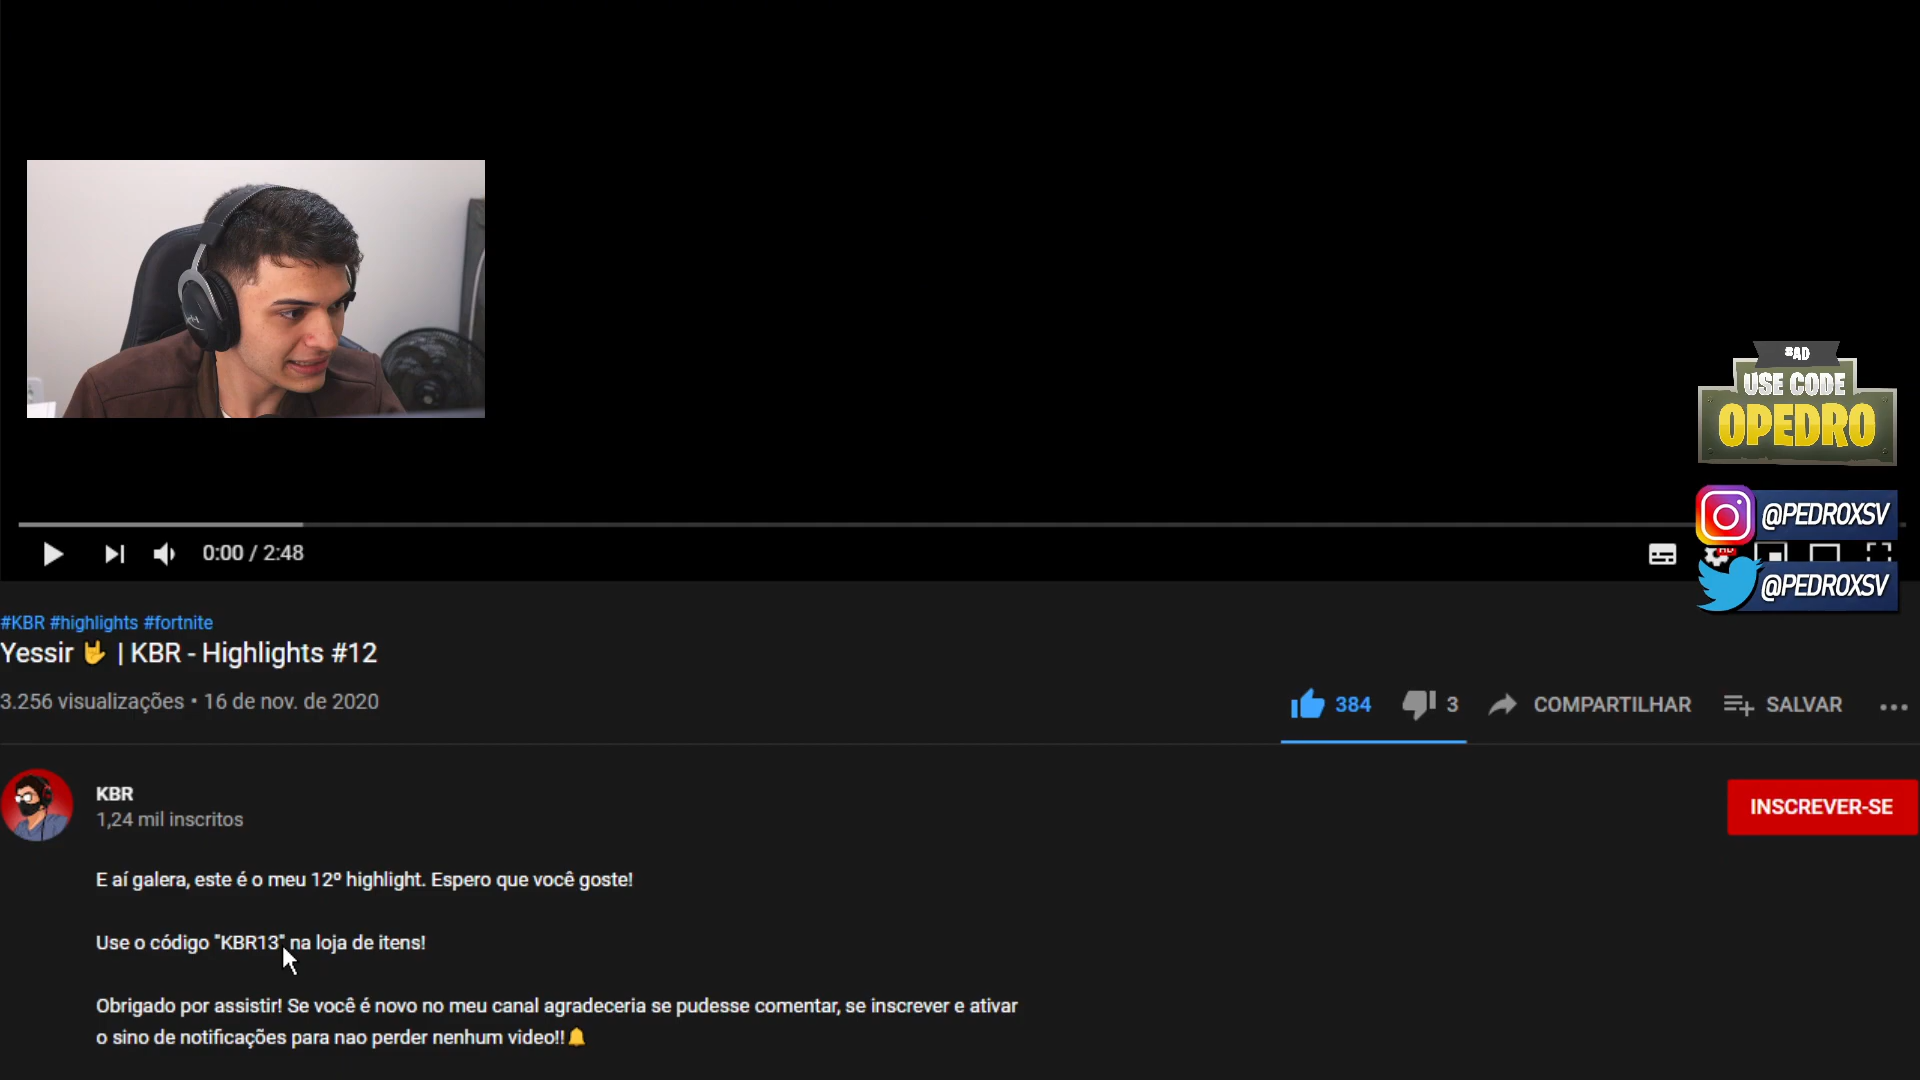 #AD
USE CODE
OPEDRO
@PEDROXSV
0:00 / 2:48
HD
@PEDROXSV
#KBR #highlights #fortnite
Yessir 🤟 | KBR - Highlights #12
3.256 visualizações • 16 de nov. de 2020
384
3
COMPARTILHAR
SALVAR
KBR
1,24 mil inscritos
INSCREVER-SE
E aí galera, este é o meu 12º highlight. Espero que você goste!
Use o código "KBR13" na loja de itens!
Obrigado por assistir! Se você é novo no meu canal agradeceria se pudesse comentar, se inscrever e ativar
o sino de notificações para nao perder nenhum video!!🔔